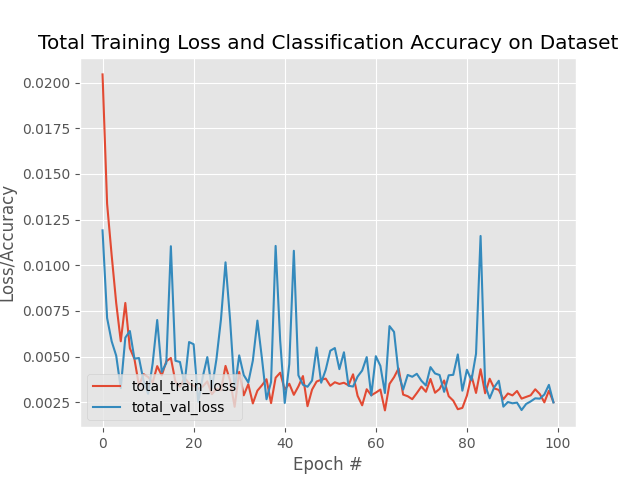 Total Training Loss and Classification Accuracy on Dataset
0.0200
0.0175
0.0150
0.0125
0.0100
0.0075
0.0050
0.0025
Loss/Accuracy
total_train_loss
total_val_loss
0 20 40 60 80 100
Epoch #